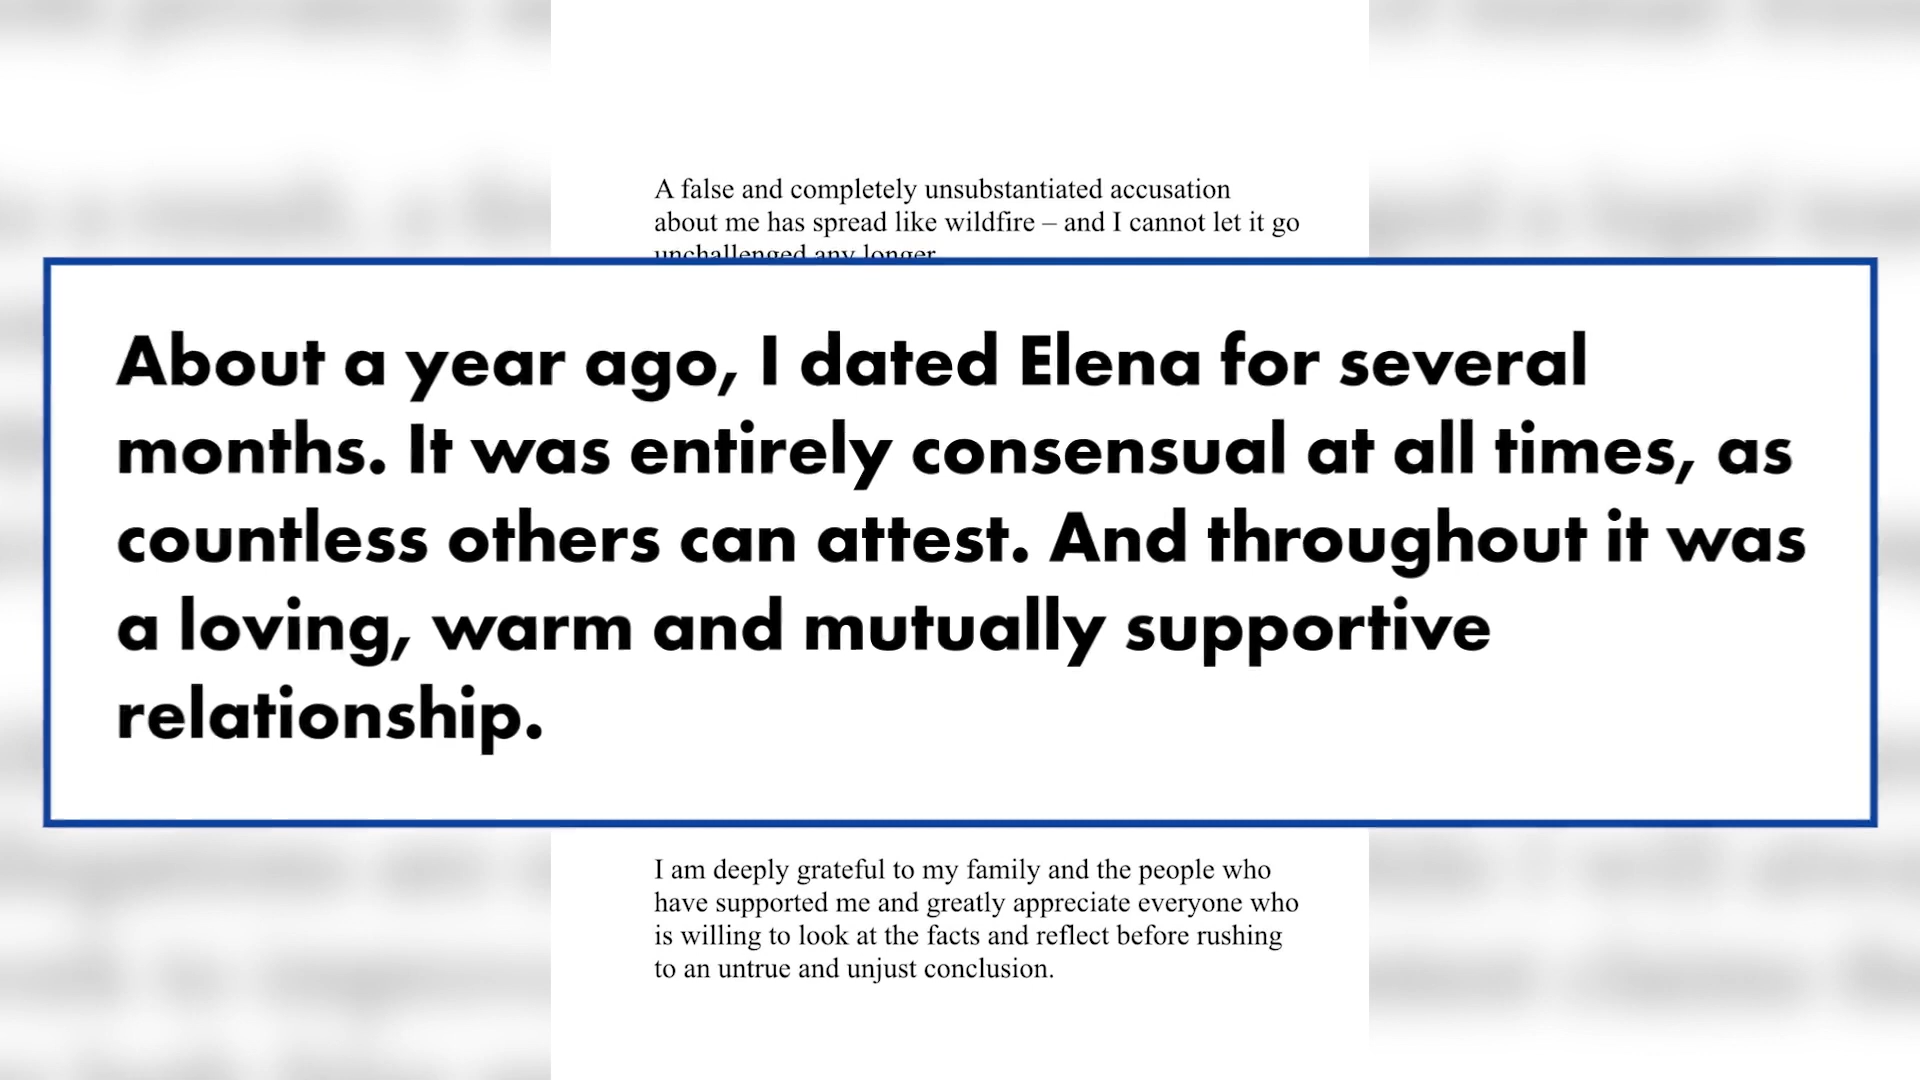 A false and completely unsubstantiated accusation
about me has spread like wildfire – and I cannot let it go
unchallenged any longer
About a year ago, I dated Elena for several
months. It was entirely consensual at all times, as
countless others can attest. And throughout it was
a loving, warm and mutually supportive
relationship.
I am deeply grateful to my family and the people who
have supported me and greatly appreciate everyone who
is willing to look at the facts and reflect before rushing
to an untrue and unjust conclusion.